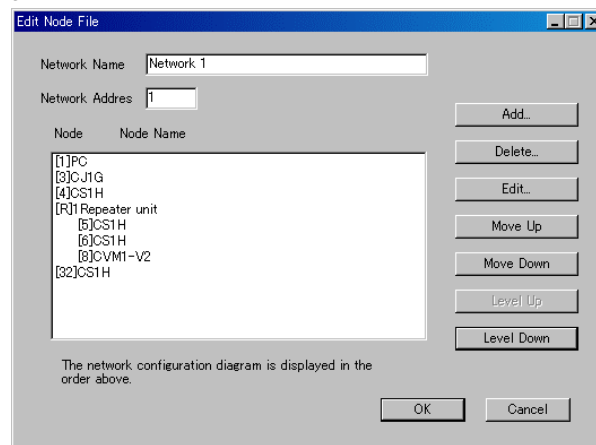 Edit Node File
Network Name Network 1
Network Addres 1
Node Node Name
[1]PC
[3]CJ1G
[4]CS1H
[R]1 Repeater unit
[5]CS1H
[6]CS1H
[8]CVM1-V2
[32]CS1H
The network configuration diagram is displayed in the
order above.
Add...
Delete...
Edit...
Move Up
Move Down
Level Up
Level Down
OK
Cancel